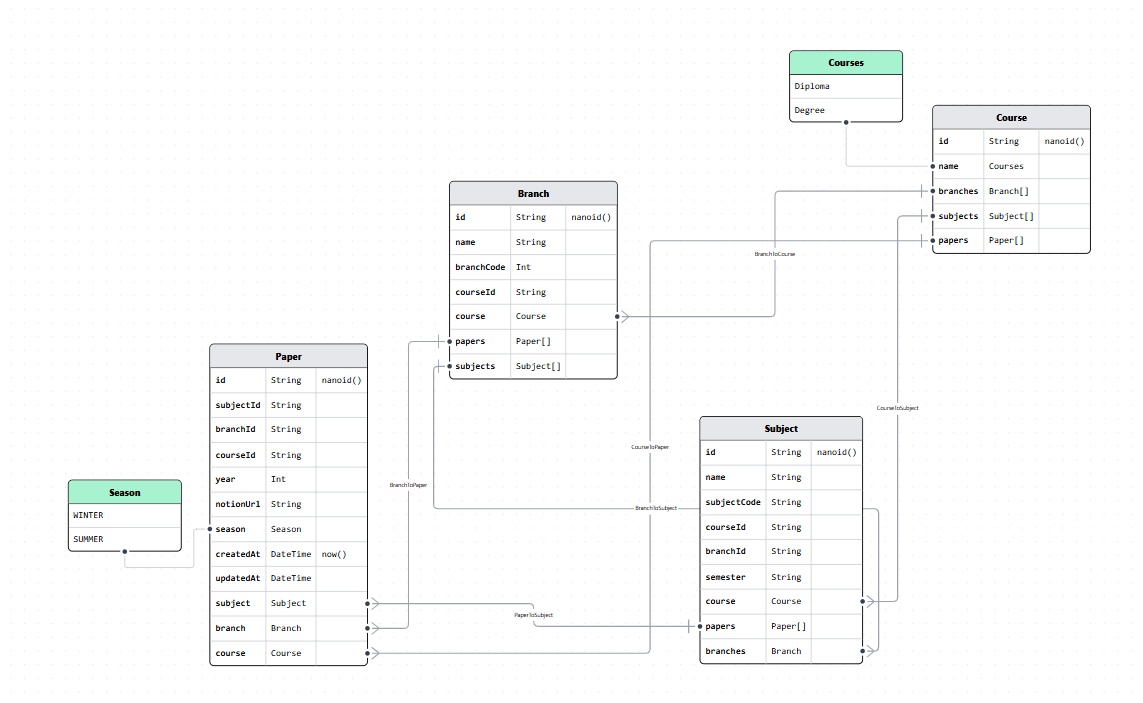 Courses
Diploma
Degree
Course
id String nanoid()
name Courses
branches Branch[]
subjects Subject[]
papers Paper[]
Branch
id String nanoid()
name String
branchCode Int
courseId String
course Course
papers Paper[]
subjects Subject[]
BranchToCourse
Paper
id String nanoid()
subjectId String
branchId String
courseId String
year Int
notionUrl String
season Season
createdAt DateTime now()
updatedAt DateTime
subject Subject
branch Branch
course Course
Season
WINTER
SUMMER
BranchToPaper
CourseToPaper
BranchToSubject
PaperToSubject
CourseToSubject
Subject
id String nanoid()
name String
subjectCode String
courseId String
branchId String
semester String
course Course
papers Paper[]
branches Branch